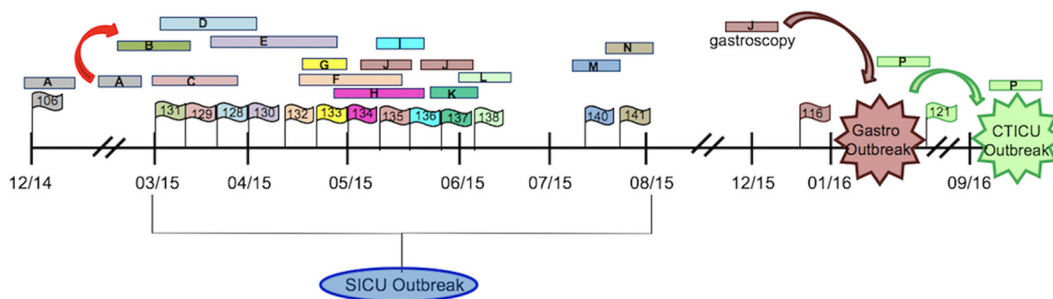 D
J
gastroscopy
B
E
I
N
G
J
J
M
P
A
A
C
F
L
P
H
K
106
131
129
128
130
132
133
134
135
136
137
138
140
141
116
121
Gastro
Outbreak
CTICU
Outbreak
12/14
03/15
04/15
05/15
06/15
07/15
08/15
12/15
01/16
09/16
SICU Outbreak